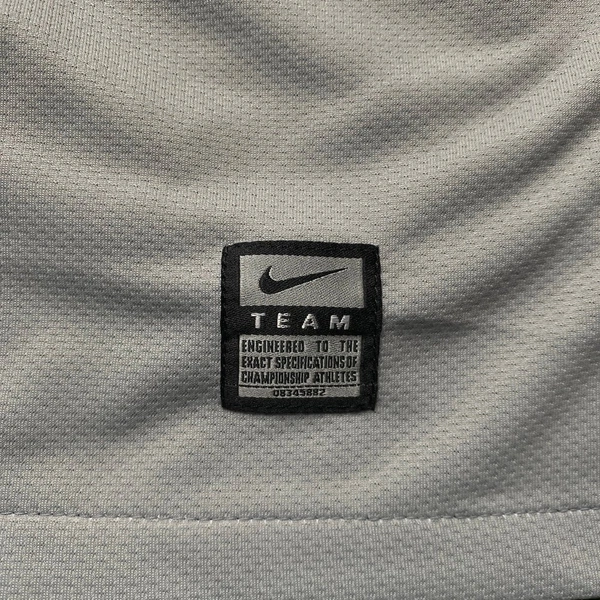 TEAM
ENGINEERED TO THE
EXACT SPECIFICATIONS OF
CHAMPIONSHIP ATHLETES
08345882